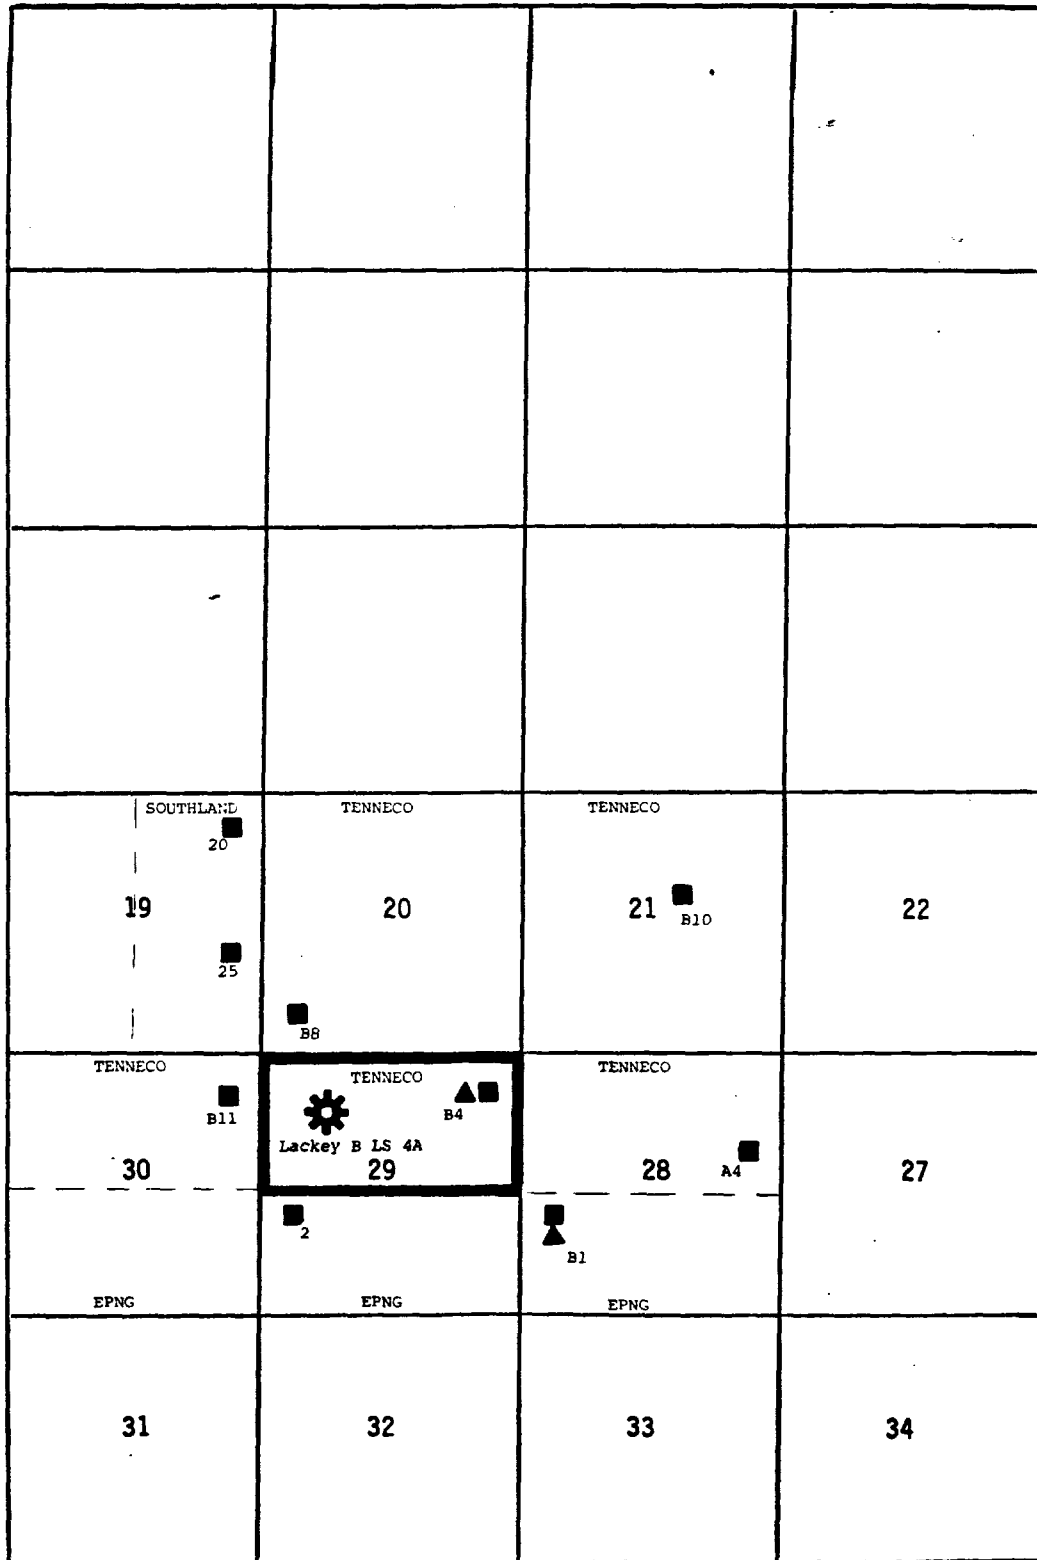 SOUTHLAND TENNECO TENNECO
20
19 20 21 B10 22
25
B8
TENNECO TENNECO TENNECO
B11 B4
Lackey B LS 4A
30 29 28 A4 27
2
B1
EPNG EPNG EPNG
31 32 33 34